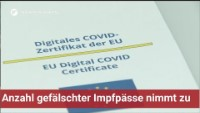 Digitales COVID-
Zertifikat der EU
EU Digital COVID
Certificate
Anzahl gefälschter Impfpässe nimmt zu